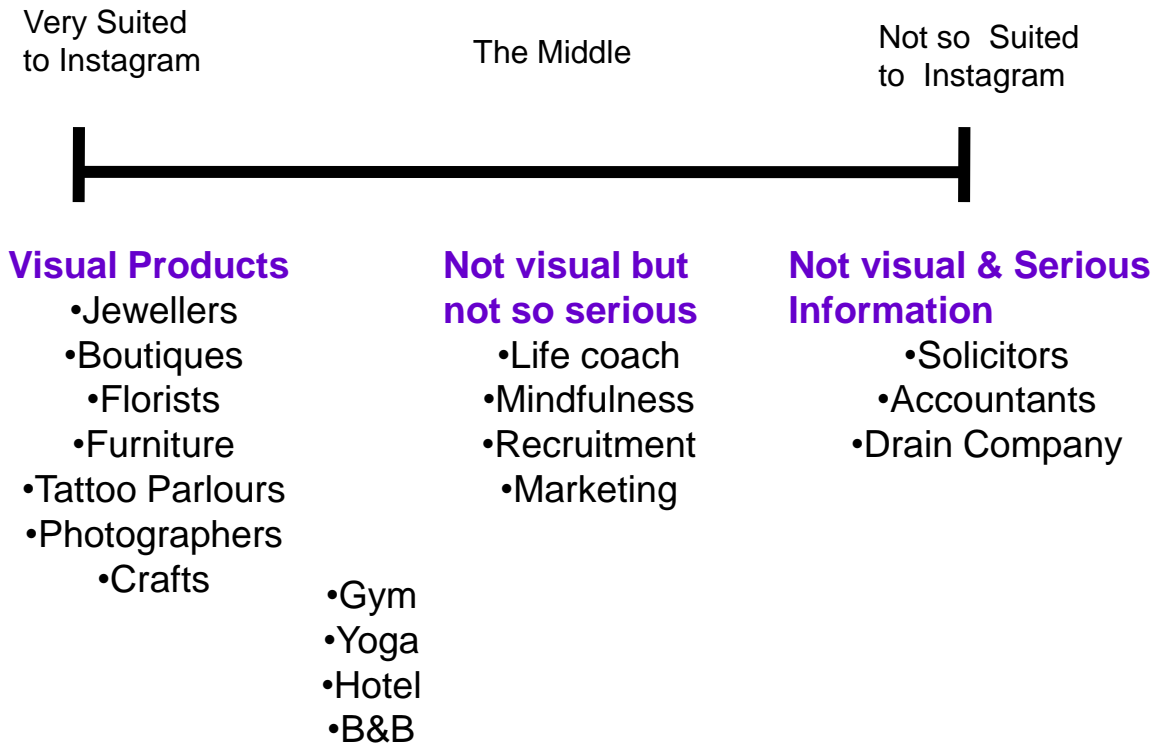 Very Suited
to Instagram
The Middle
Not so  Suited
to  Instagram
Visual Products
•Jewellers
•Boutiques
•Florists
•Furniture
•Tattoo Parlours
•Photographers
•Crafts
•Gym
•Yoga
•Hotel
•B&B
Not visual but
not so serious
•Life coach
•Mindfulness
•Recruitment
•Marketing
Not visual & Serious
Information
•Solicitors
•Accountants
•Drain Company